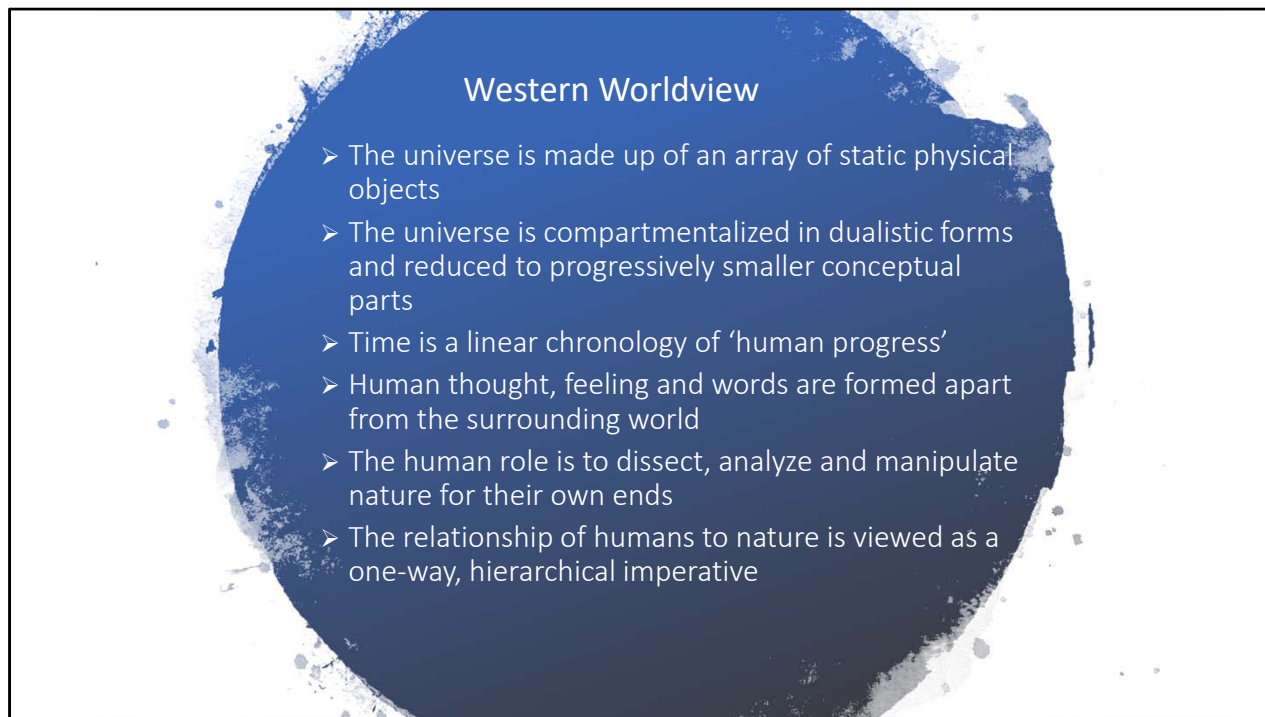 Western Worldview
➢ The universe is made up of an array of static physical
objects
➢ The universe is compartmentalized in dualistic forms
and reduced to progressively smaller conceptual
parts
➢ Time is a linear chronology of ‘human progress’
➢ Human thought, feeling and words are formed apart
from the surrounding world
➢ The human role is to dissect, analyze and manipulate
nature for their own ends
➢ The relationship of humans to nature is viewed as a
one-way, hierarchical imperative